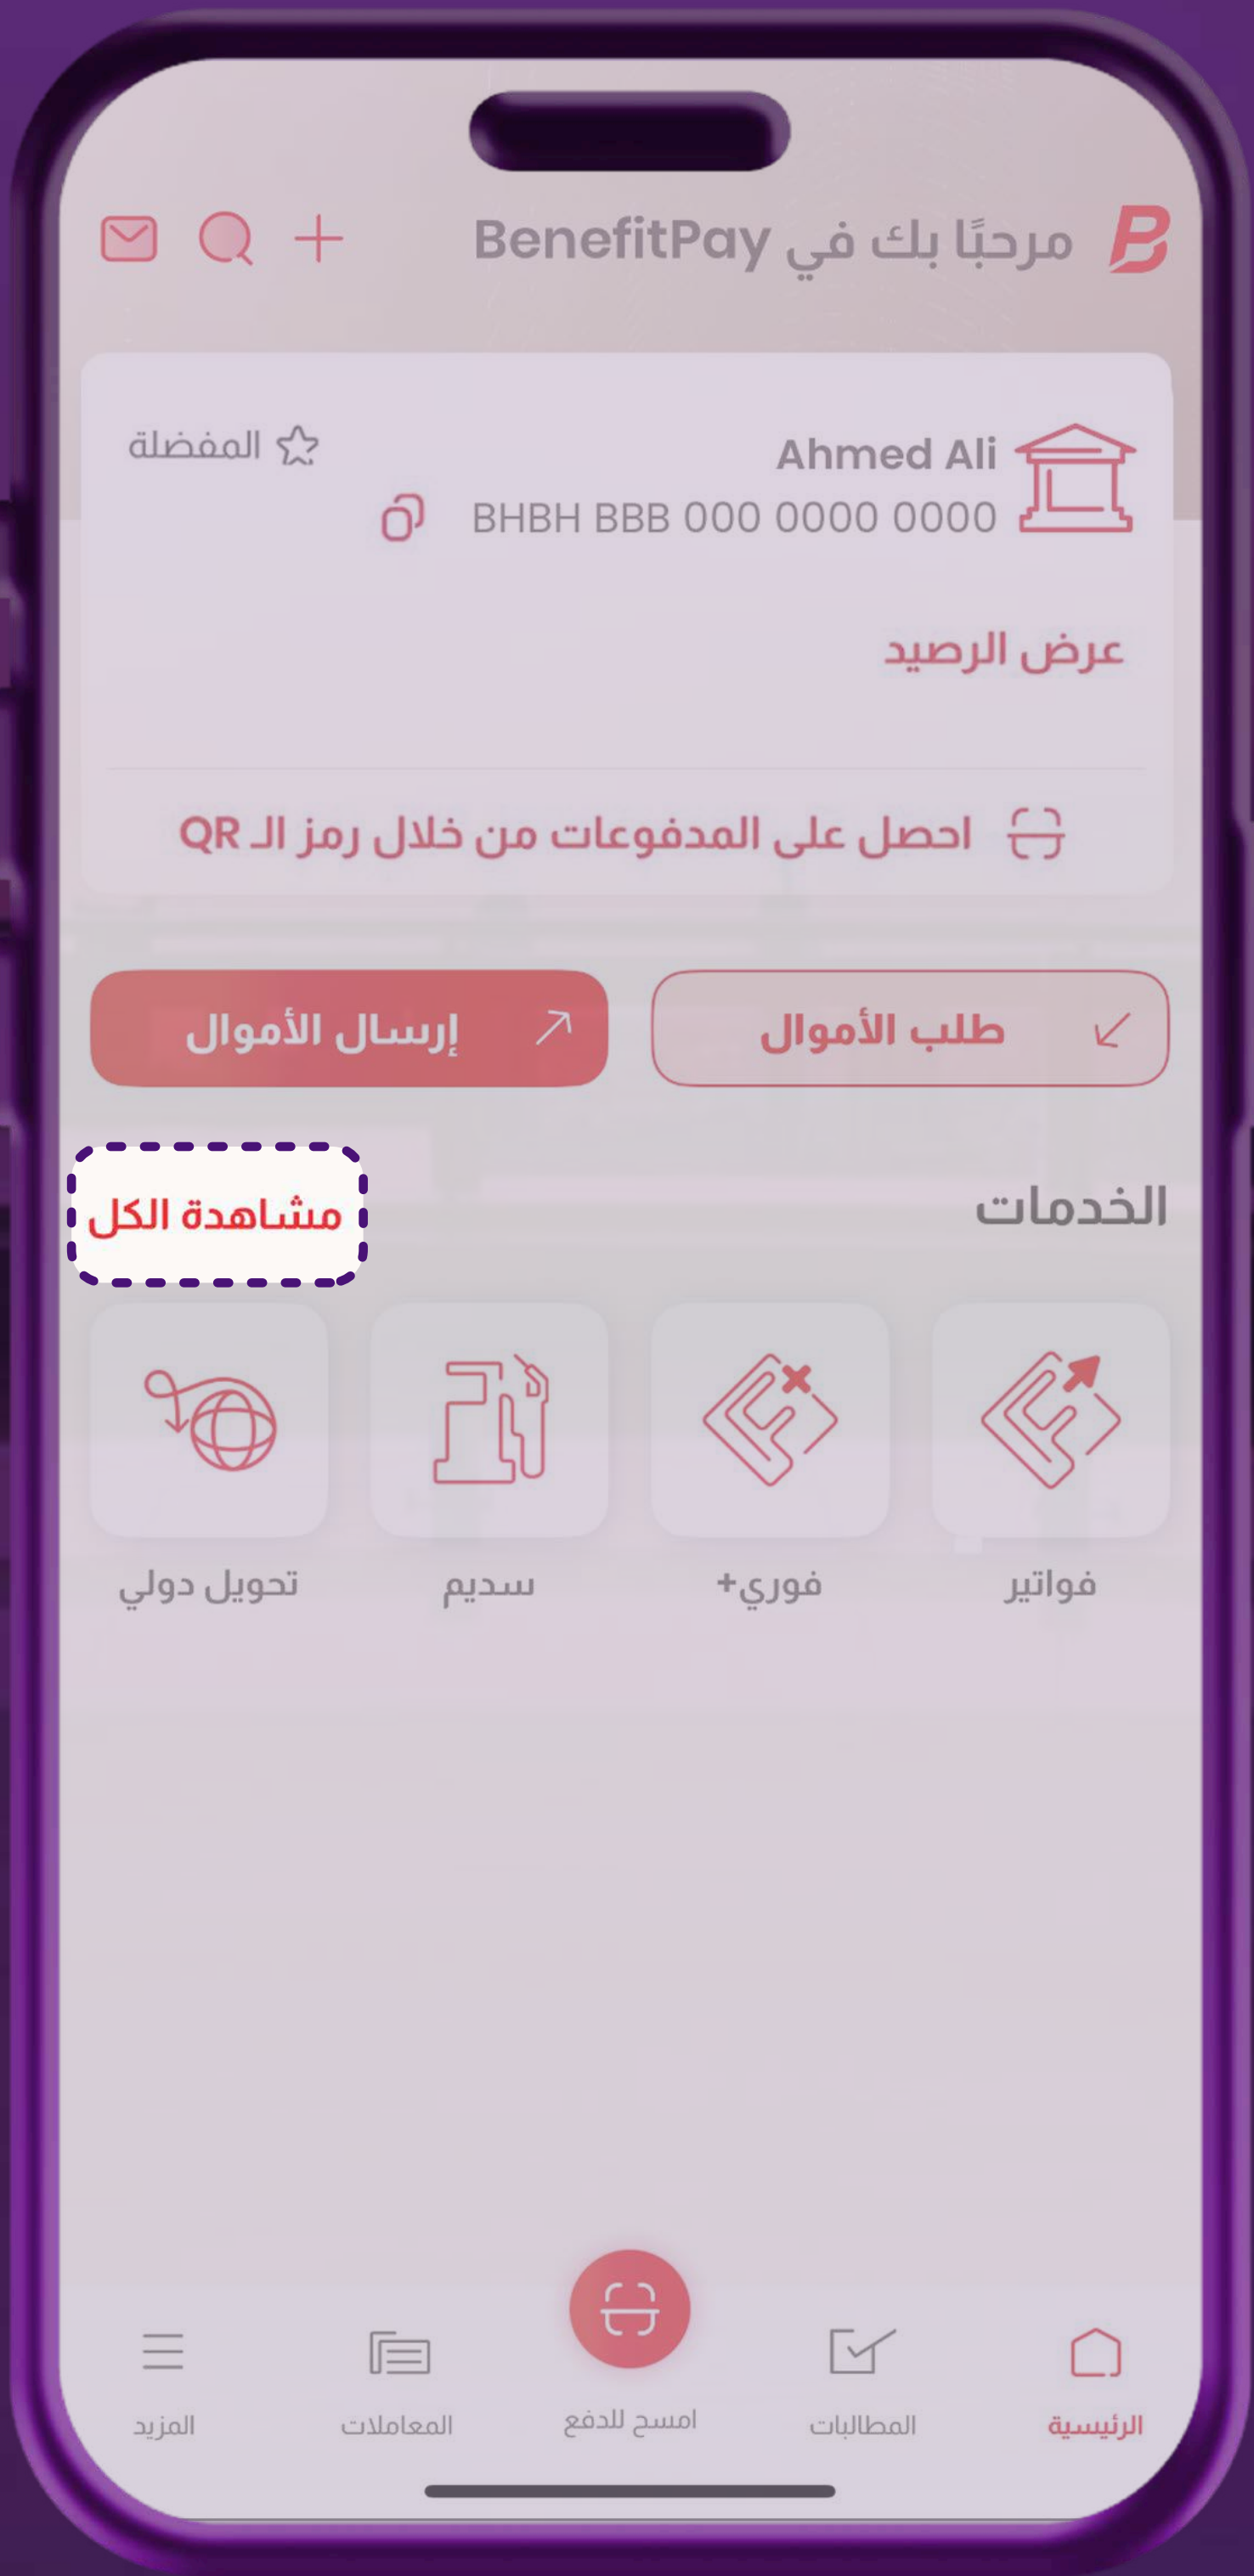 مرحبًا بك في BenefitPay
Ahmed Ali
المفضلة
BHBH BBB 000 0000 0000
عرض الرصيد
احصل على المدفوعات من خلال رمز الـ QR
طلب الأموال
إرسال الأموال
الخدمات
مشاهدة الكل
فواتير
فوري+
سديم
تحويل دولي
الرئيسية
المطالبات
امسح للدفع
المعاملات
المزيد